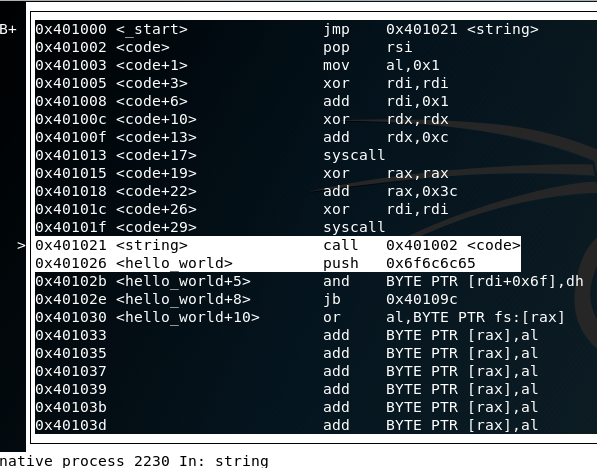 B+ 0x401000 <_start> jmp 0x401021 <string>
0x401002 <code> pop rsi
0x401003 <code+1> mov al,0x1
0x401005 <code+3> xor rdi,rdi
0x401008 <code+6> add rdi,0x1
0x40100c <code+10> xor rdx,rdx
0x40100f <code+13> add rdx,0xc
0x401013 <code+17> syscall
0x401015 <code+19> xor rax,rax
0x401018 <code+22> add rax,0x3c
0x40101c <code+26> xor rdi,rdi
0x40101f <code+29> syscall
> 0x401021 <string> call 0x401002 <code>
0x401026 <hello_world> push 0x6f6c6c65
0x40102b <hello_world+5> and BYTE PTR [rdi+0x6f],dh
0x40102e <hello_world+8> jb 0x40109c
0x401030 <hello_world+10> or al,BYTE PTR fs:[rax]
0x401033 add BYTE PTR [rax],al
0x401035 add BYTE PTR [rax],al
0x401037 add BYTE PTR [rax],al
0x401039 add BYTE PTR [rax],al
0x40103b add BYTE PTR [rax],al
0x40103d add BYTE PTR [rax],al
native process 2230 In: string